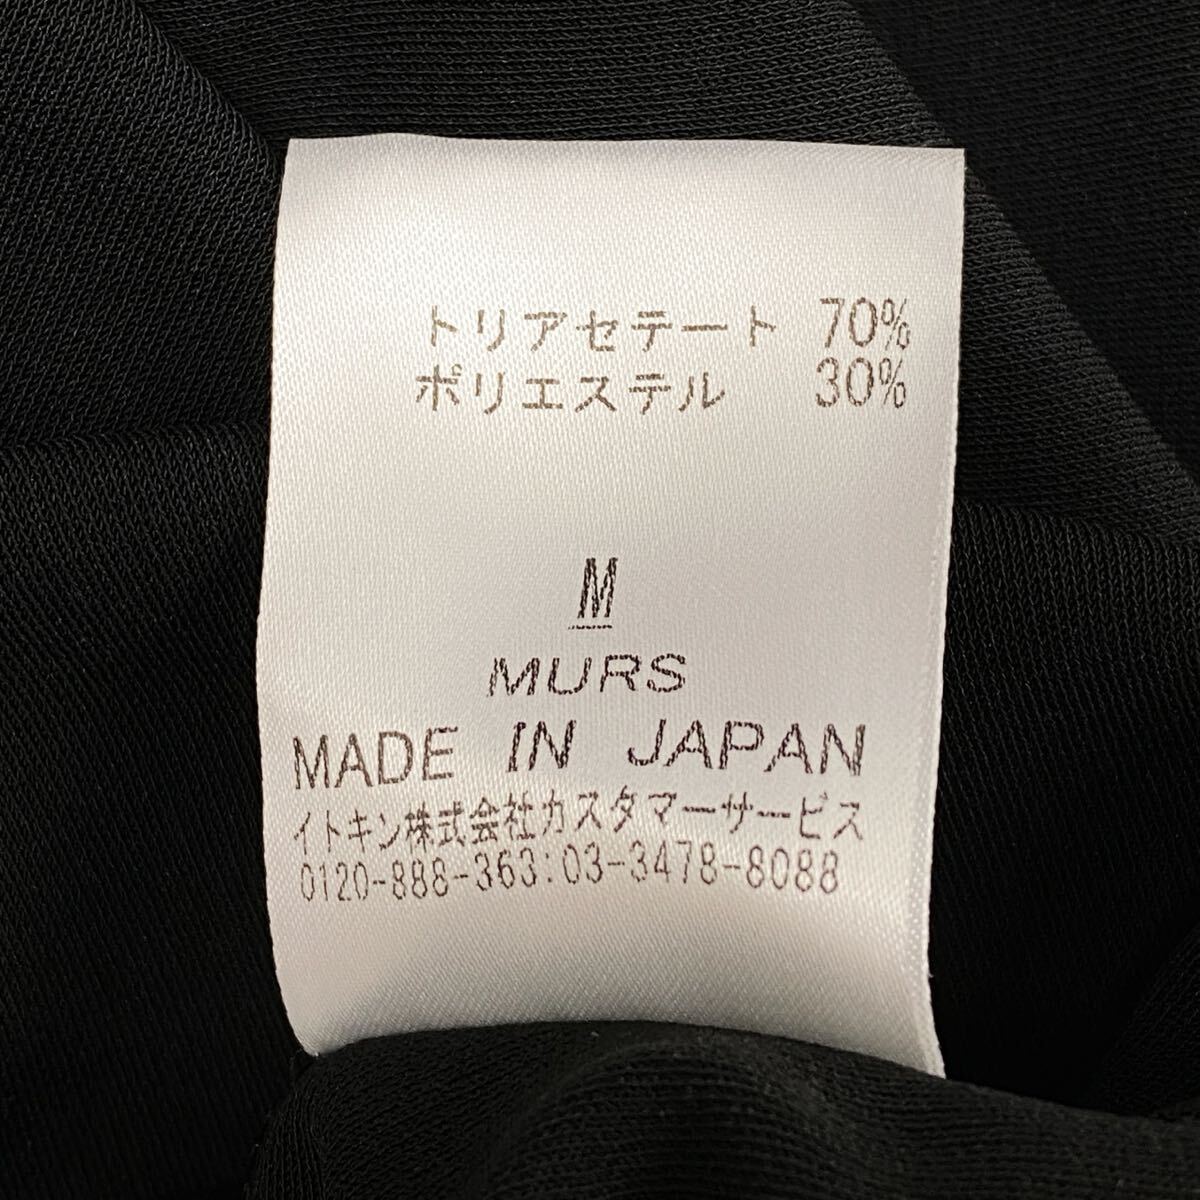 トリアセテート 70%
ポリエステル 30%
M
MURS
MADE IN JAPAN
イトキン株式会社カスタマーサービス
0120-888-363:03-3478-8088